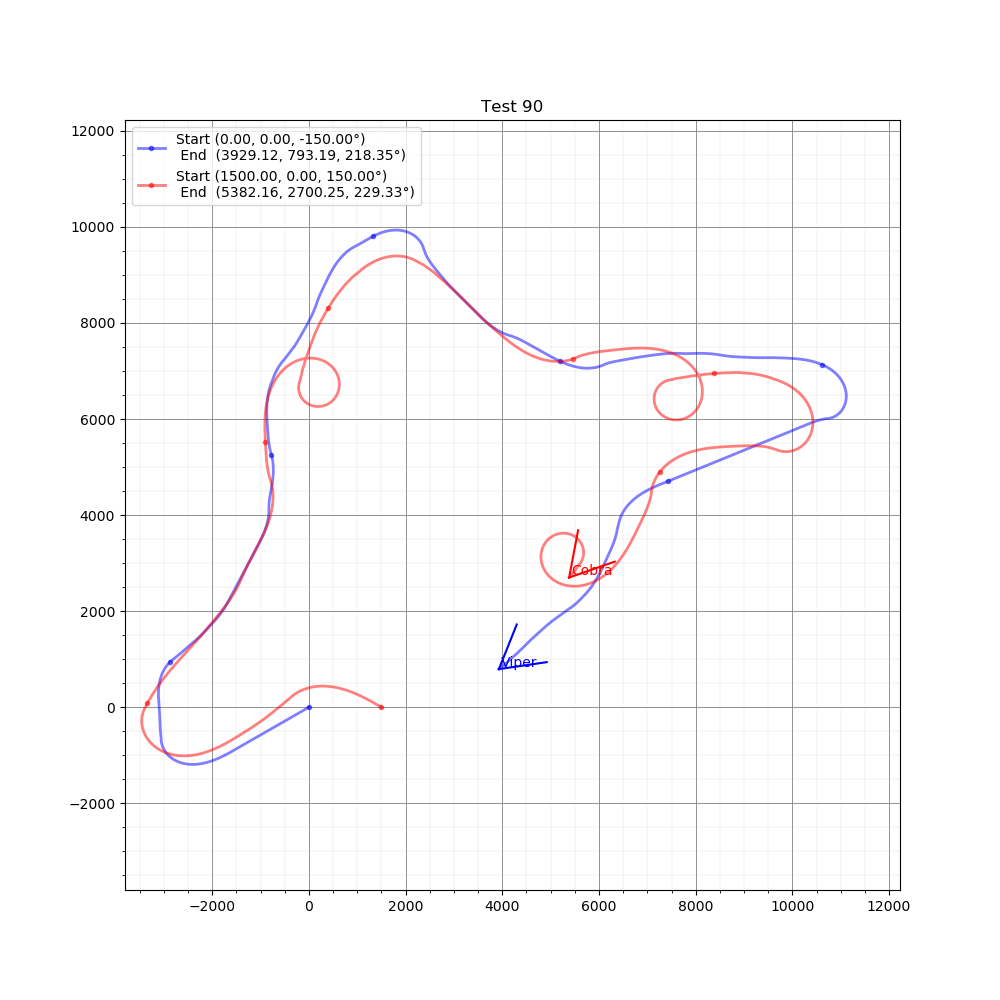 Test 90
Start (0.00, 0.00, -150.00°)
End (3929.12, 793.19, 218.35°)
Start (1500.00, 0.00, 150.00°)
End (5382.16, 2700.25, 229.33°)
12000
10000
8000
6000
4000
2000
0
−2000
Cobra
Viper
−2000 0 2000 4000 6000 8000 10000 12000